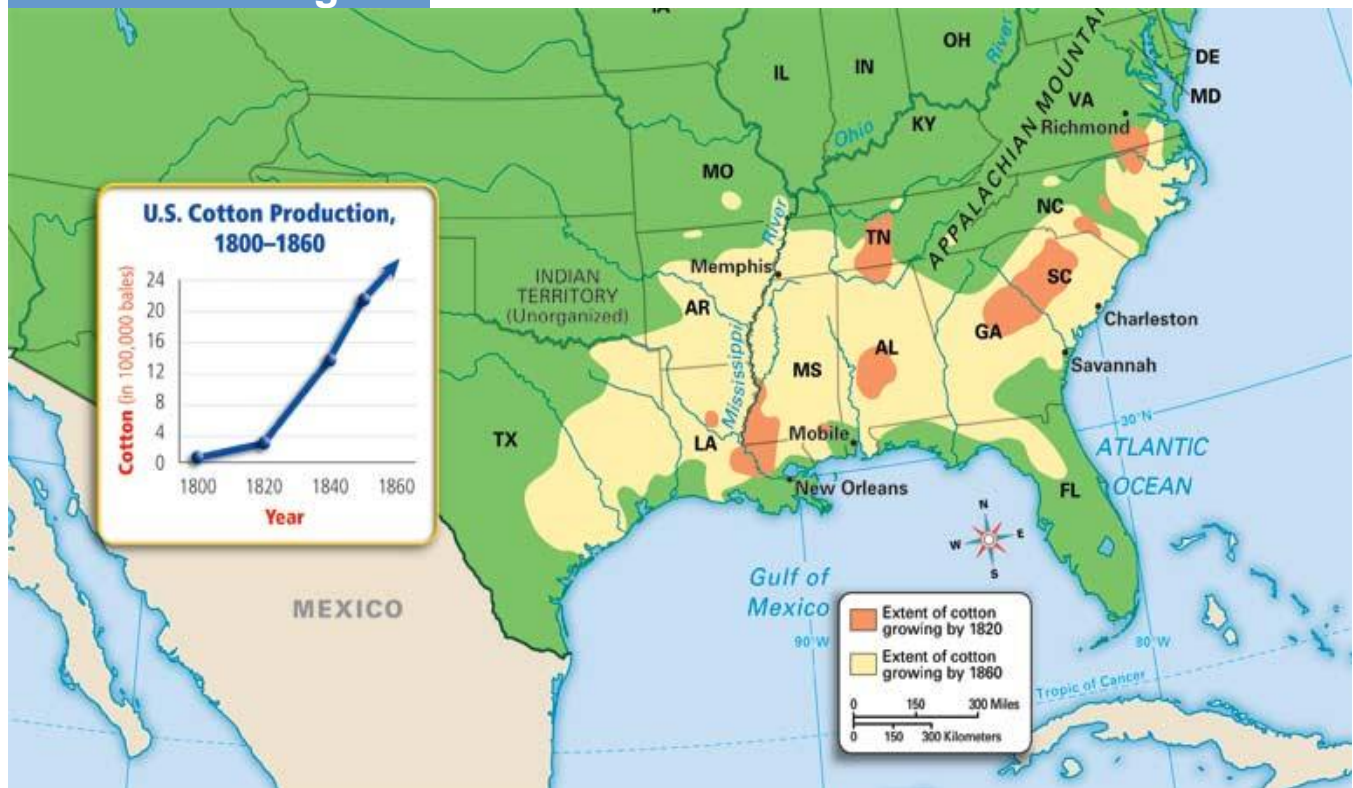 IL
IN
OH
River
APPALACHIAN MOUNTAI
DE
MD
VA
Richmond
KY
Ohio
MO
River
NC
TN
Memphis
SC
INDIAN
TERRITORY
(Unorganized)
AR
Charleston
GA
AL
MS
Mississippi
Savannah
TX
LA
Mobile
New Orleans
30°N
ATLANTIC
OCEAN
FL
N
W
E
S
Gulf of
Mexico
90°W
80°W
Tropic of Cancer
MEXICO
U.S. Cotton Production,
1800–1860
Cotton (in 100,000 bales)
24
20
16
12
8
4
0
1800 1820 1840 1860
Year
Extent of cotton
growing by 1820
Extent of cotton
growing by 1860
0 150 300 Miles
0 150 300 Kilometers